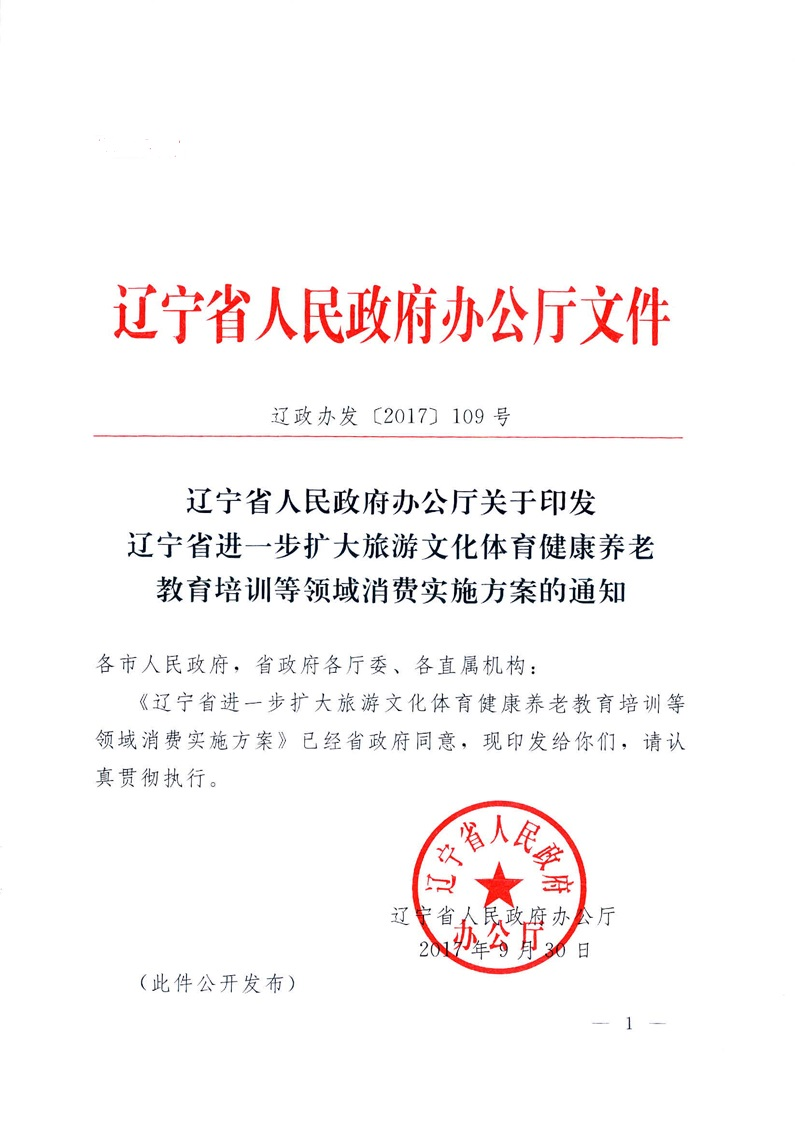 辽宁省人民政府办公厅文件
辽政办发〔2017〕109号
辽宁省人民政府办公厅关于印发
辽宁省进一步扩大旅游文化体育健康养老
教育培训等领域消费实施方案的通知
各市人民政府，省政府各厅委、各直属机构：
《辽宁省进一步扩大旅游文化体育健康养老教育培训等
领域消费实施方案》已经省政府同意，现印发给你们，请认
真贯彻执行。
辽宁省人民政府
办公厅
辽宁省人民政府办公厅
2017年9月30日
（此件公开发布）
— 1 —